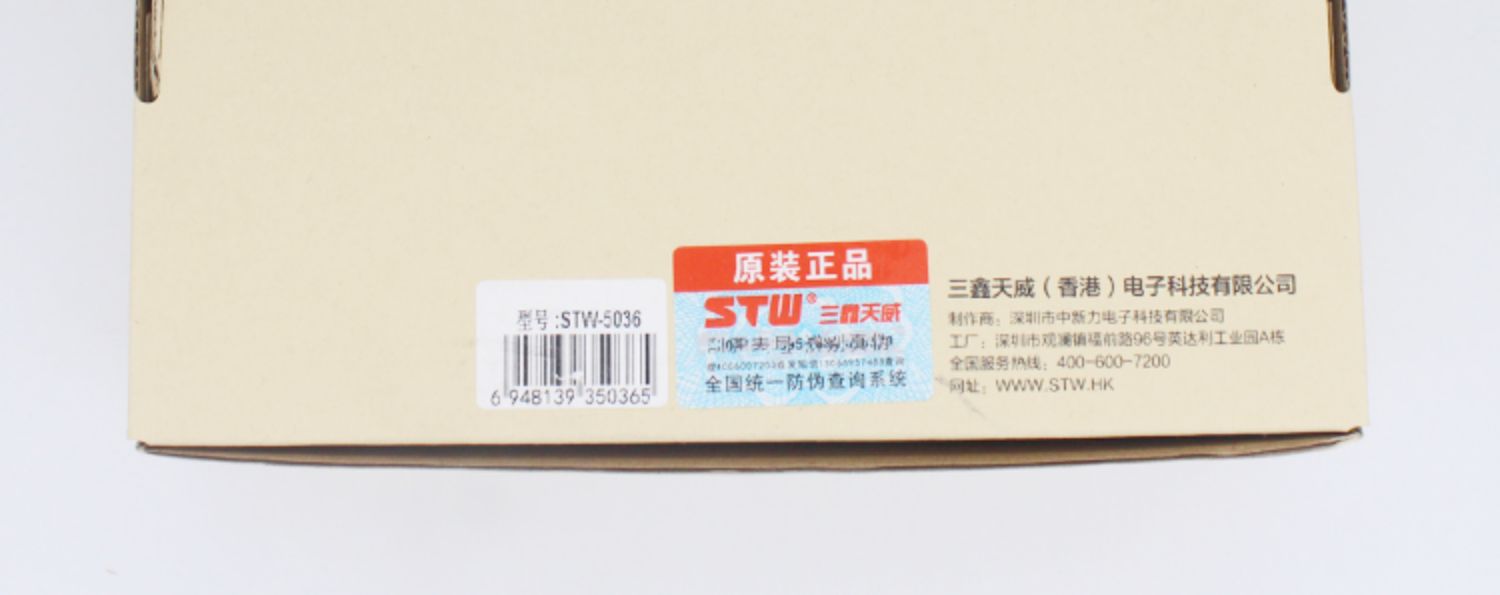 型号:STW-5036
6 948139 350365
原装正品
STW® 三鑫天威
全国统一防伪查询系统
三鑫天威（香港）电子科技有限公司
制作商：深圳市中新力电子科技有限公司
工厂：深圳市观澜镇福前路96号英达利工业园A栋
全国服务热线：400-600-7200
网址：WWW.STW.HK